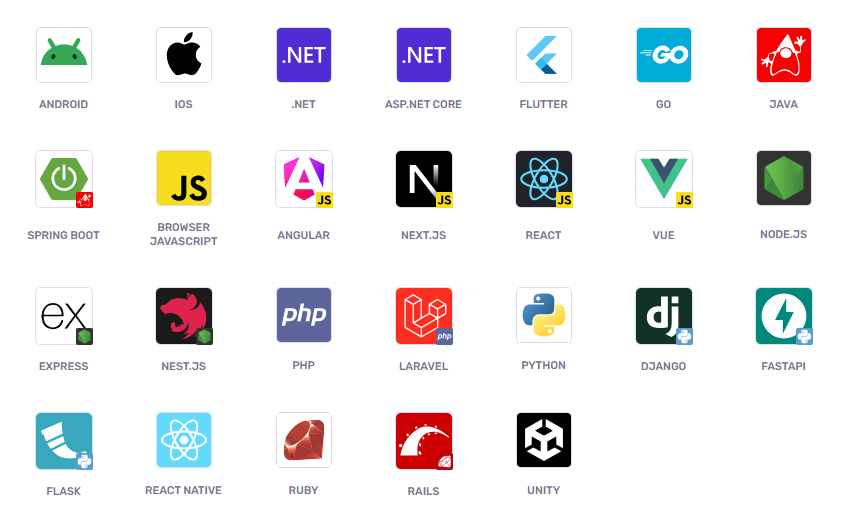 .NET
.NET
GO
ANDROID
IOS
.NET
ASP.NET CORE
FLUTTER
GO
JAVA
JS
JS
N
JS
JS
JS
SPRING BOOT
BROWSER
JAVASCRIPT
ANGULAR
NEXT.JS
REACT
VUE
NODE.JS
ex
php
php
dj
EXPRESS
NEST.JS
PHP
LARAVEL
PYTHON
DJANGO
FASTAPI
FLASK
REACT NATIVE
RUBY
RAILS
UNITY